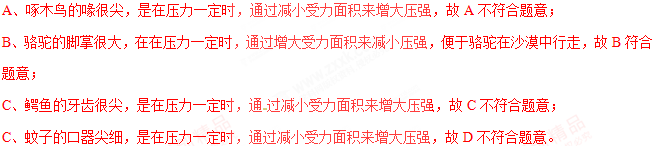 A、啄木鸟的喙很尖，是在压力一定时，通过减小受力面积来增大压强，故 A 不符合题意；
B、骆驼的脚掌很大，在在压力一定时，通过增大受力面积来减小压强，便于骆驼在沙漠中行走，故 B 符合
题意；
C、鳄鱼的牙齿很尖，是在压力一定时，通过减小受力面积来增大压强，故 C 不符合题意；
C、蚊子的口器尖细，是在压力一定时，通过减小受力面积来增大压强，故 D 不符合题意。